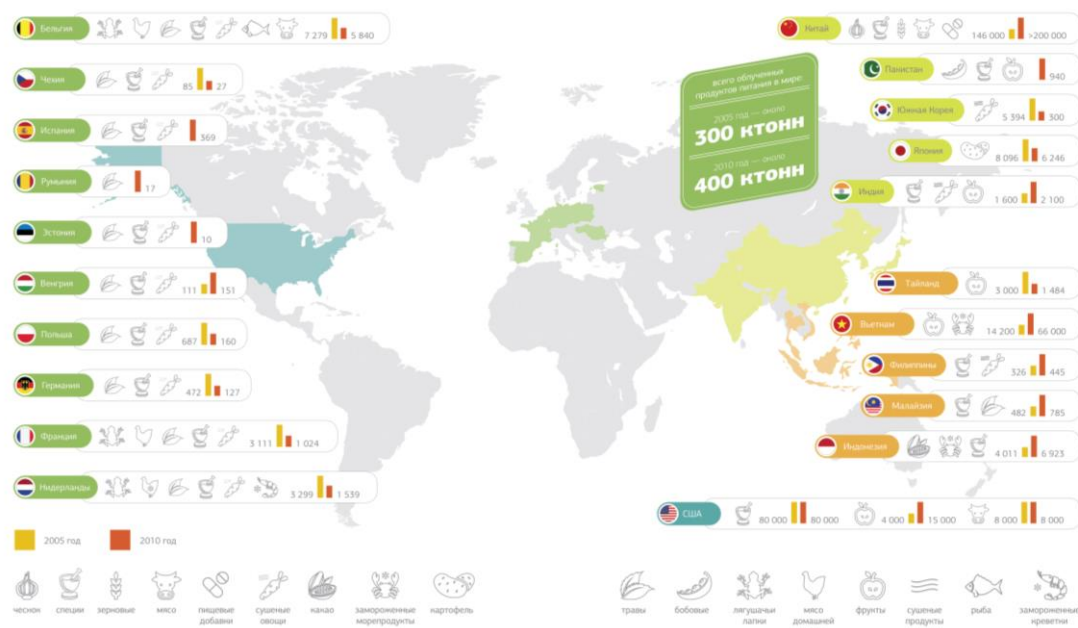 Бельгия 7 279 5 840
Чехия 85 27
Испания 369
Румыния 17
Эстония 10
Венгрия 111 151
Польша 687 160
Германия 472 127
Франция 3 111 1 024
Нидерланды 3 299 1 539
2005 год 2010 год
всего облученных
продуктов питания в мире:
2005 год — около
300 ктонн
2010 год — около
400 ктонн
Китай 146 000 >200 000
Пакистан 940
Южная Корея 5 394 300
Япония 8 096 6 246
Индия 1 600 2 100
Тайланд 3 000 1 484
Вьетнам 14 200 66 000
Филиппины 326 445
Малайзия 482 785
Индонезия 4 011 6 923
США 80 000 80 000 4 000 15 000 8 000 8 000
чеснок
специи
зерновые
мясо
пищевые
добавки
сушеные
овощи
какао
замороженные
морепродукты
картофель
травы
бобовые
лягушачьи
лапки
мясо
домашней
фрукты
сушеные
продукты
рыба
замороженные
креветки